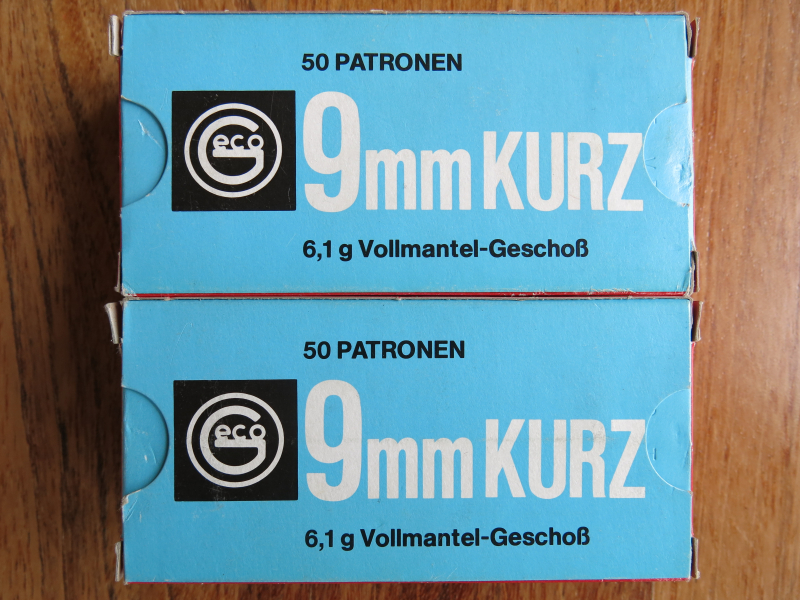 50 PATRONEN
Geco
9mm KURZ
6,1 g Vollmantel-Geschoß
50 PATRONEN
Geco
9mm KURZ
6,1 g Vollmantel-Geschoß